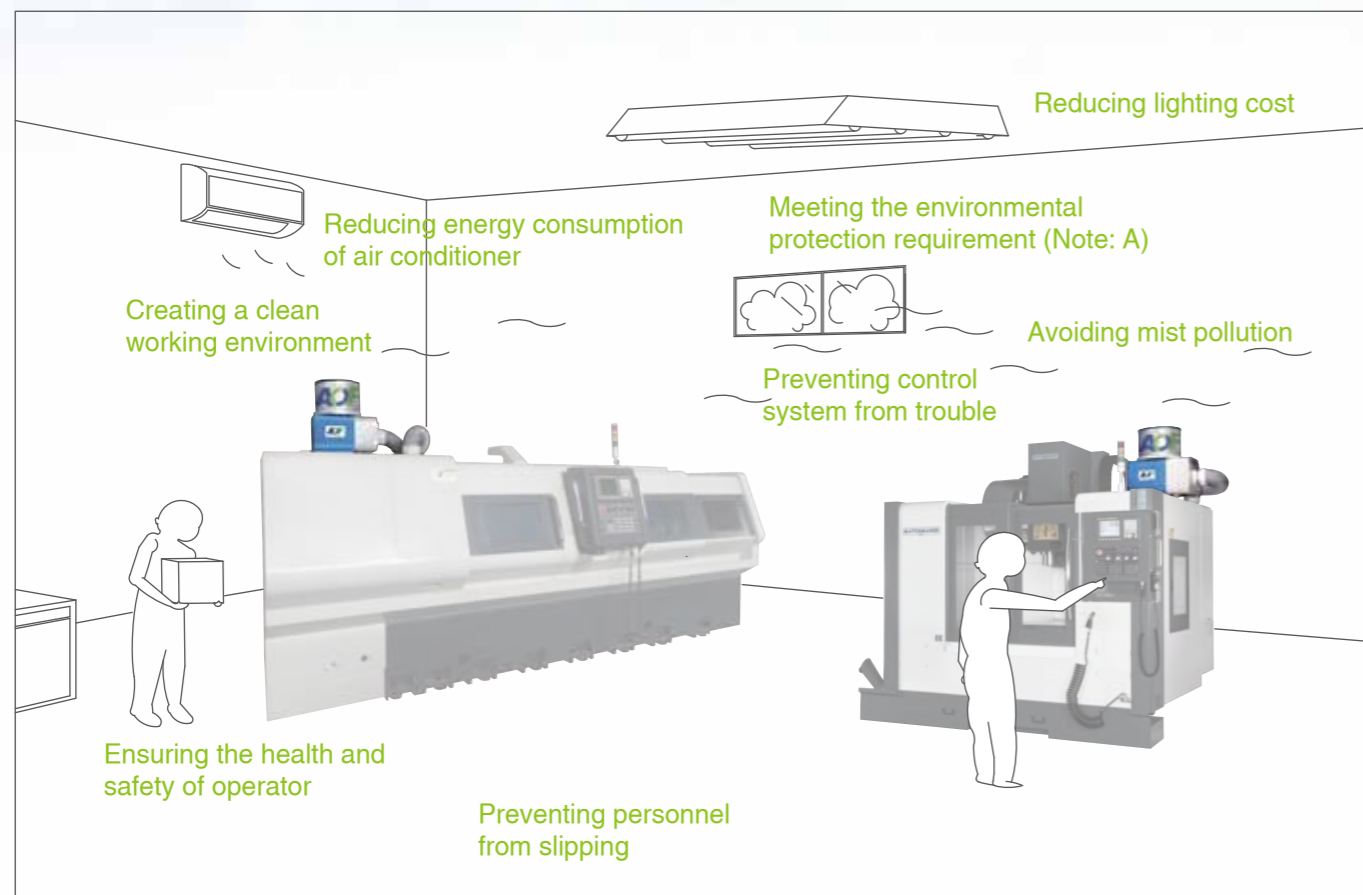 Reducing lighting cost
Reducing energy consumption
of air conditioner
Meeting the environmental
protection requirement (Note: A)
Creating a clean
working environment
Avoiding mist pollution
Preventing control
system from trouble
Ensuring the health and
safety of operator
Preventing personnel
from slipping